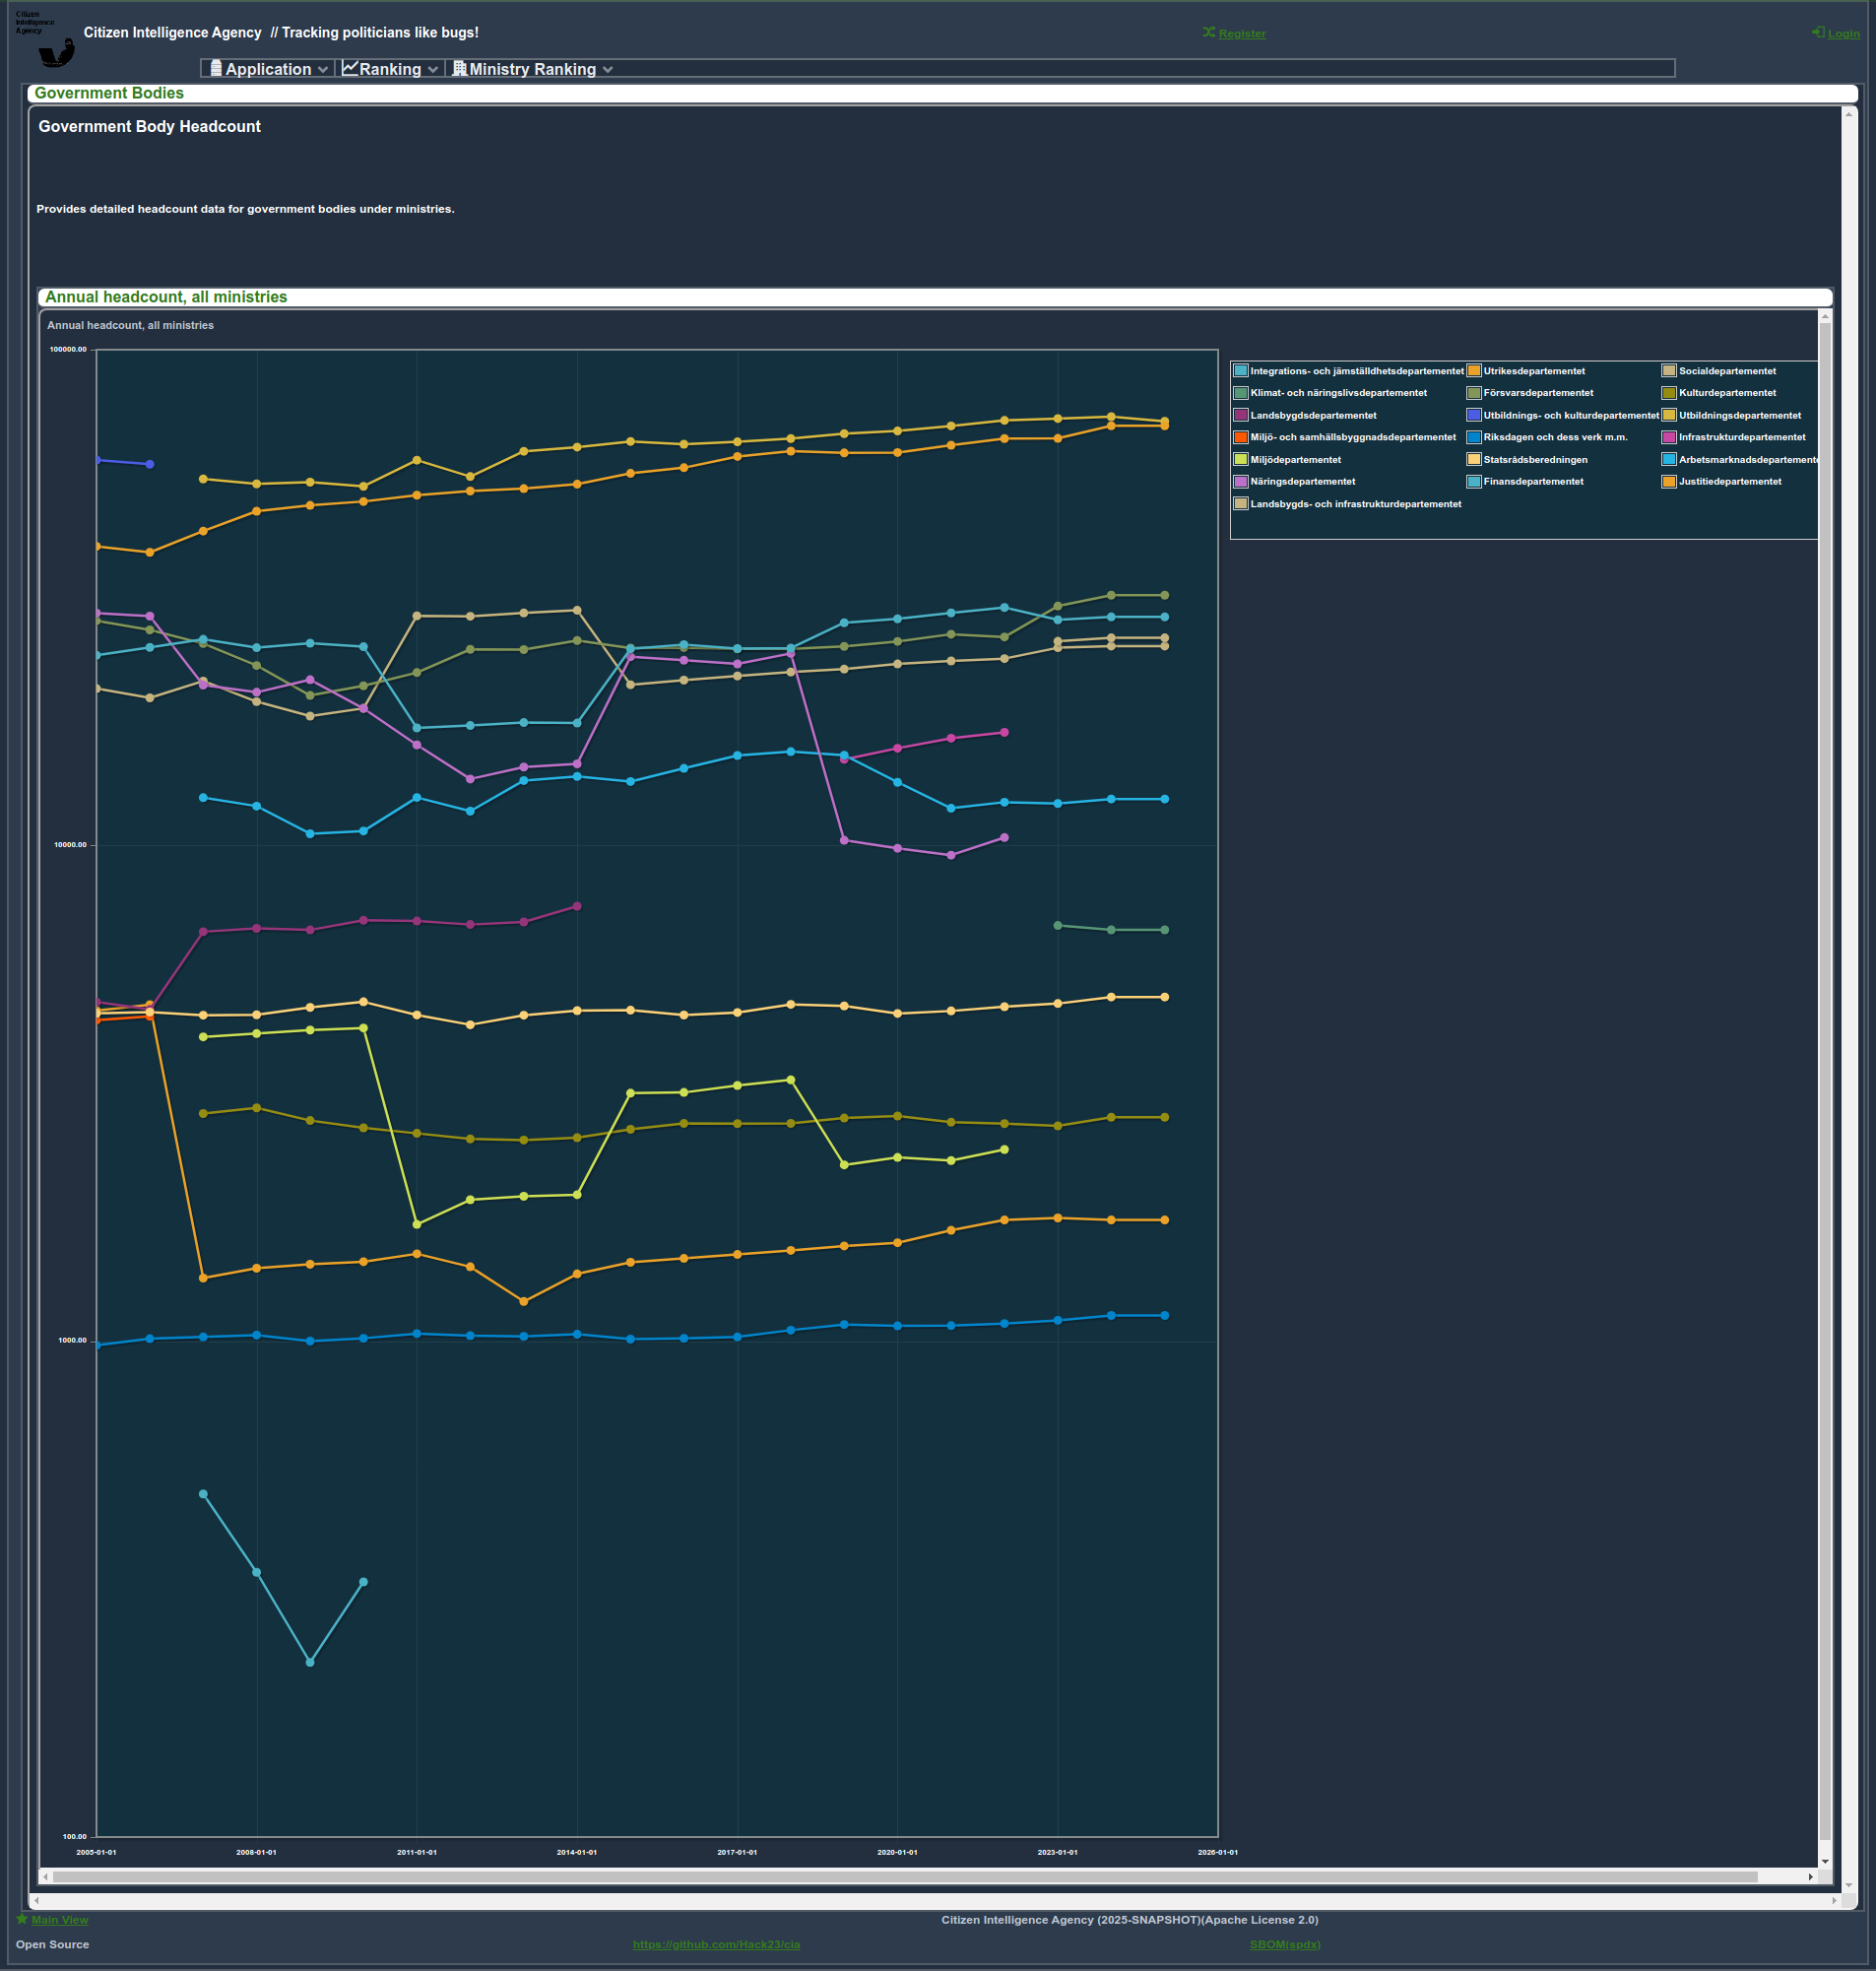 Citizen
Intelligence
Agency
Citizen Intelligence Agency // Tracking politicians like bugs!
Register
Login
Application
Ranking
Ministry Ranking
Government Bodies
Government Body Headcount
Provides detailed headcount data for government bodies under ministries.
Annual headcount, all ministries
Annual headcount, all ministries
100000.00
10000.00
1000.00
100.00
2005-01-01
2008-01-01
2011-01-01
2014-01-01
2017-01-01
2020-01-01
2023-01-01
2026-01-01
Integrations- och jämställdhetsdepartementet
Utrikesdepartementet
Socialdepartementet
Klimat- och näringslivsdepartementet
Försvarsdepartementet
Kulturdepartementet
Landsbygdsdepartementet
Utbildnings- och kulturdepartementet
Utbildningsdepartementet
Miljö- och samhällsbyggnadsdepartementet
Riksdagen och dess verk m.m.
Infrastrukturdepartementet
Miljödepartementet
Statsrådsberedningen
Arbetsmarknadsdepartemente
Näringsdepartementet
Finansdepartementet
Justitiedepartementet
Landsbygds- och infrastrukturdepartementet
Main View
Citizen Intelligence Agency (2025-SNAPSHOT)(Apache License 2.0)
Open Source
https://github.com/Hack23/cia
SBOM(spdx)